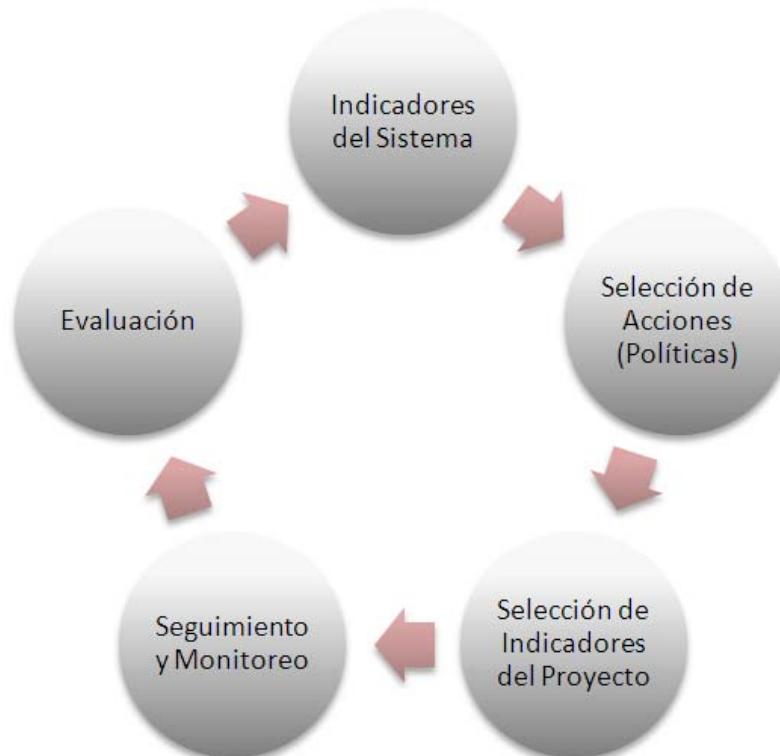 Indicadores
del Sistema
Selección de
Acciones
(Políticas)
Selección de
Indicadores
del Proyecto
Seguimiento
y Monitoreo
Evaluación